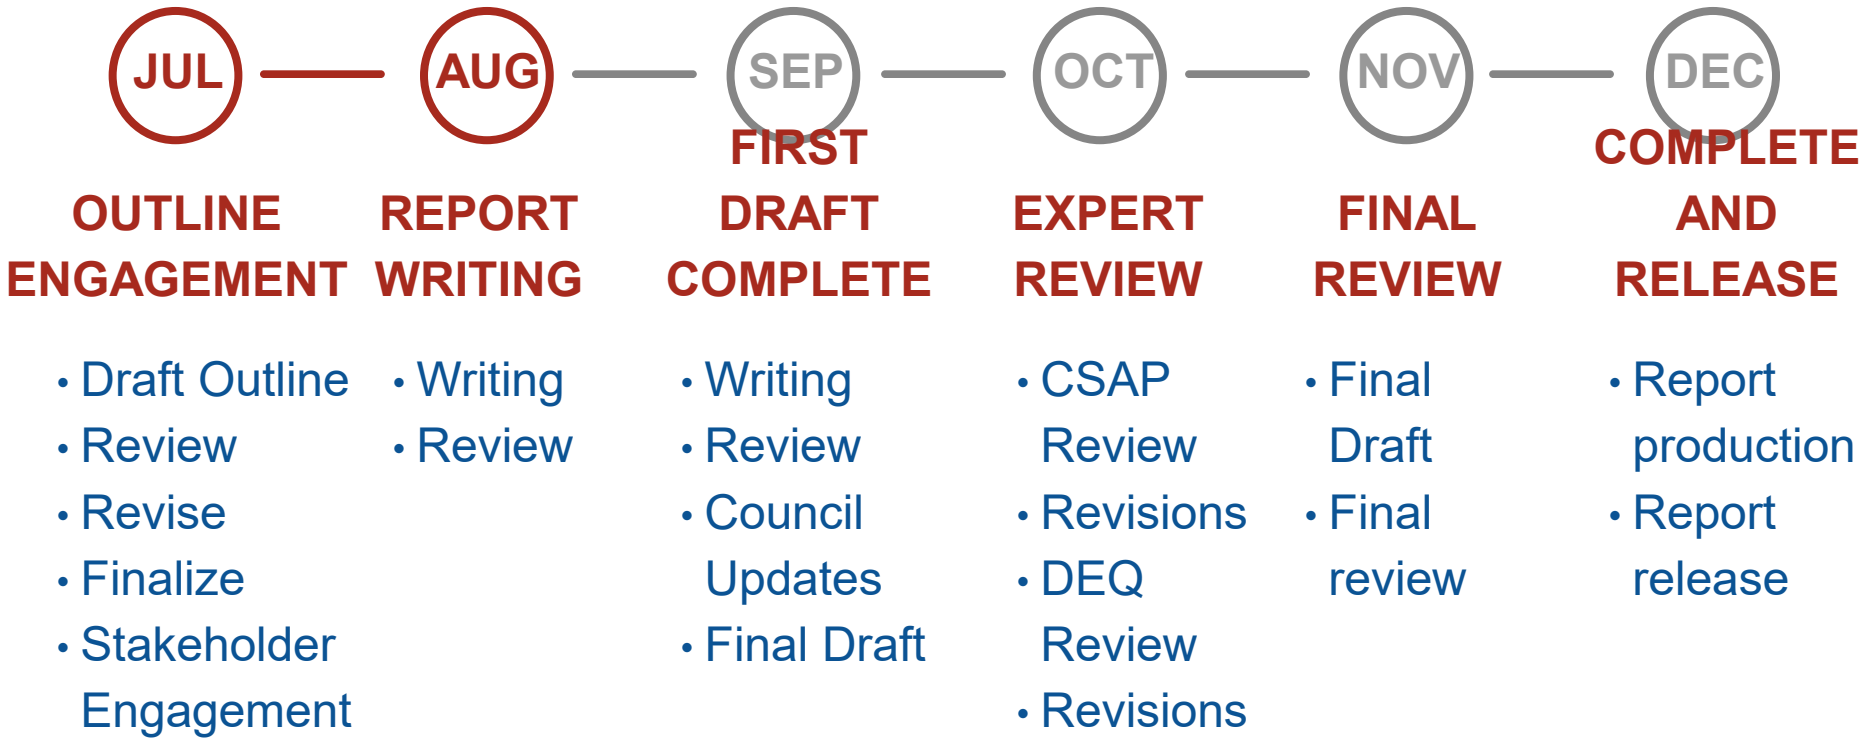 JUL
AUG
SEP
OCT
NOV
DEC
OUTLINE
ENGAGEMENT
REPORT
WRITING
FIRST
DRAFT
COMPLETE
EXPERT
REVIEW
FINAL
REVIEW
COMPLETE
AND
RELEASE
• Draft Outline
• Review
• Revise
• Finalize
• Stakeholder
Engagement
• Writing
• Review
• Writing
• Review
• Council
Updates
• Final Draft
• CSAP
Review
• Revisions
• DEQ
Review
• Revisions
• Final
Draft
• Final
review
• Report
production
• Report
release